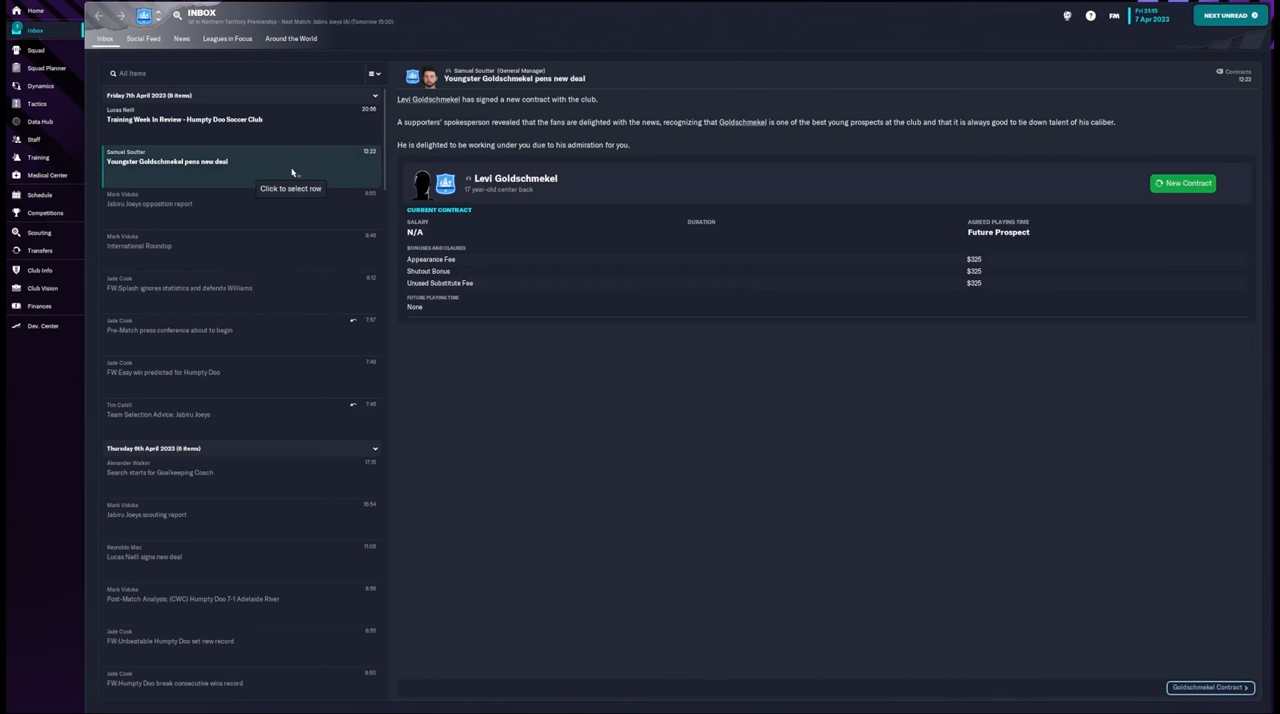 Home
Inbox
Squad
Squad Planner
Dynamics
Tactics
Data Hub
Staff
Training
Medical Center
Schedule
Competitions
Scouting
Transfers
Club Info
Club Vision
Finances
Dev. Center
INBOX
1st in Northern Territory Premiership - Next Match: Jabiru Joeys (A) (Tomorrow 15:00)
FM
Fri 21:15
7 Apr 2023
NEXT UNREAD
Inbox Social Feed News Leagues in Focus Around the World
All Items
Friday 7th April 2023 (8 items)
Lucas Neill 20:56
Training Week In Review - Humpty Doo Soccer Club
Samuel Soutter 12:22
Youngster Goldschmekel pens new deal
Click to select row
Mark Viduka 8:50
Jabiru Joeys opposition report
Mark Viduka 8:46
International Roundup
Jade Cook 8:12
FW:Splash ignores statistics and defends Williams
Jade Cook 7:57
Pre-Match press conference about to begin
Jade Cook 7:48
FW:Easy win predicted for Humpty Doo
Tim Cahill 7:46
Team Selection Advice: Jabiru Joeys
Thursday 6th April 2023 (6 items)
Alexander Walker 17:15
Search starts for Goalkeeping Coach
Mark Viduka 16:54
Jabiru Joeys scouting report
Reynoldo Mac 11:03
Lucas Neill signs new deal
Mark Viduka 8:56
Post-Match Analysis: (CWC) Humpty Doo 7-1 Adelaide River
Jade Cook 8:50
FW:Unbeatable Humpty Doo set new record
Jade Cook 8:50
FW:Humpty Doo break consecutive wins record
Samuel Soutter (General Manager)
Youngster Goldschmekel pens new deal
Contracts
12:22
Levi Goldschmekel has signed a new contract with the club.
A supporters' spokesperson revealed that the fans are delighted with the news, recognizing that Goldschmekel is one of the best young prospects at the club and that it is always good to tie down talent of his caliber.
He is delighted to be working under you due to his admiration for you.
Levi Goldschmekel
17 year-old center back
New Contract
CURRENT CONTRACT
SALARY DURATION AGREED PLAYING TIME
N/A Future Prospect
BONUSES AND CLAUSES
Appearance Fee $325
Shutout Bonus $325
Unused Substitute Fee $325
FUTURE PLAYING TIME
None
Goldschmekel Contract >